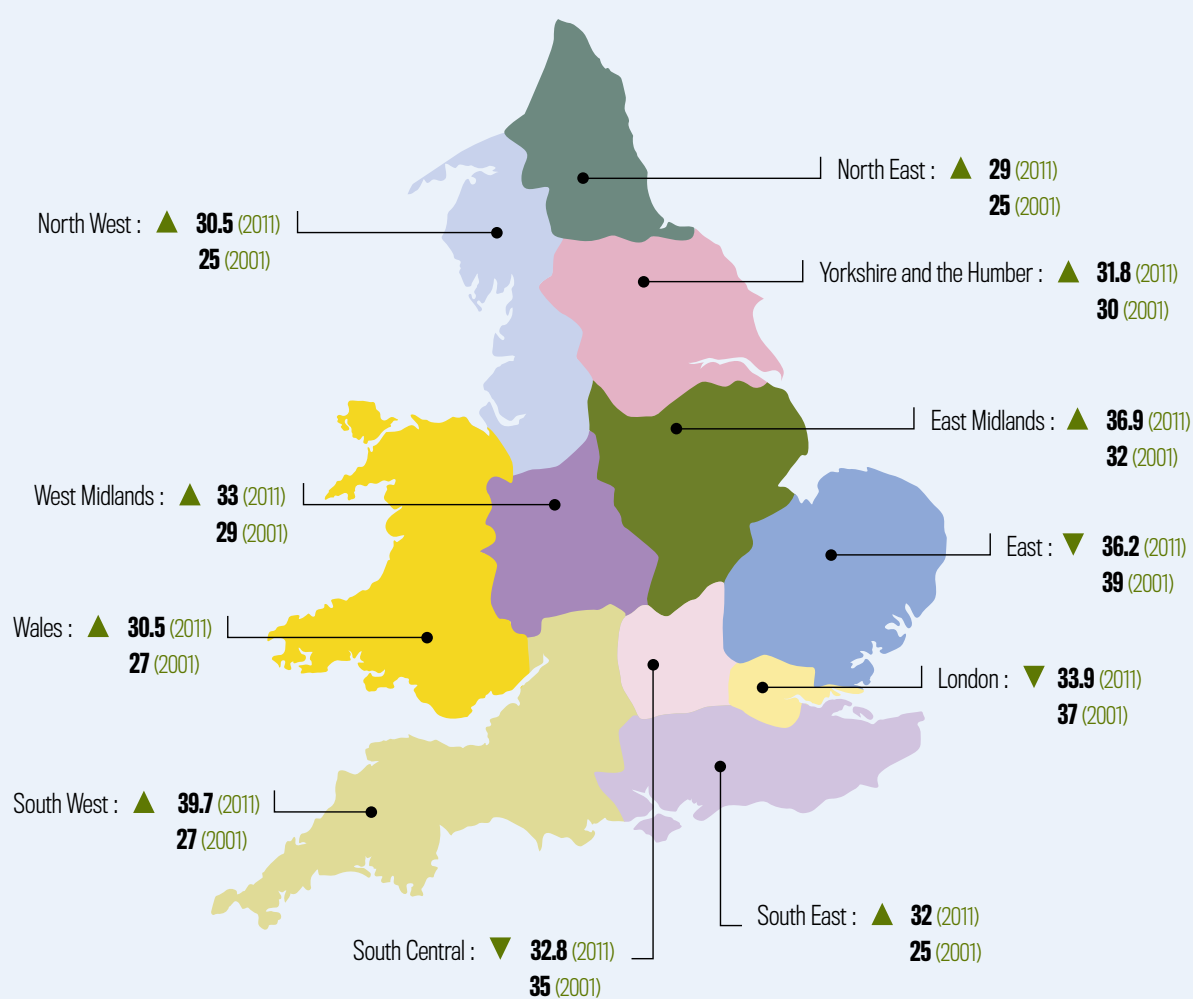 North East : ▲ 29 (2011)
25 (2001)
North West : ▲ 30.5 (2011)
25 (2001)
Yorkshire and the Humber : ▲ 31.8 (2011)
30 (2001)
East Midlands : ▲ 36.9 (2011)
32 (2001)
West Midlands : ▲ 33 (2011)
29 (2001)
East : ▼ 36.2 (2011)
39 (2001)
Wales : ▲ 30.5 (2011)
27 (2001)
London : ▼ 33.9 (2011)
37 (2001)
South West : ▲ 39.7 (2011)
27 (2001)
South East : ▲ 32 (2011)
25 (2001)
South Central : ▼ 32.8 (2011)
35 (2001)